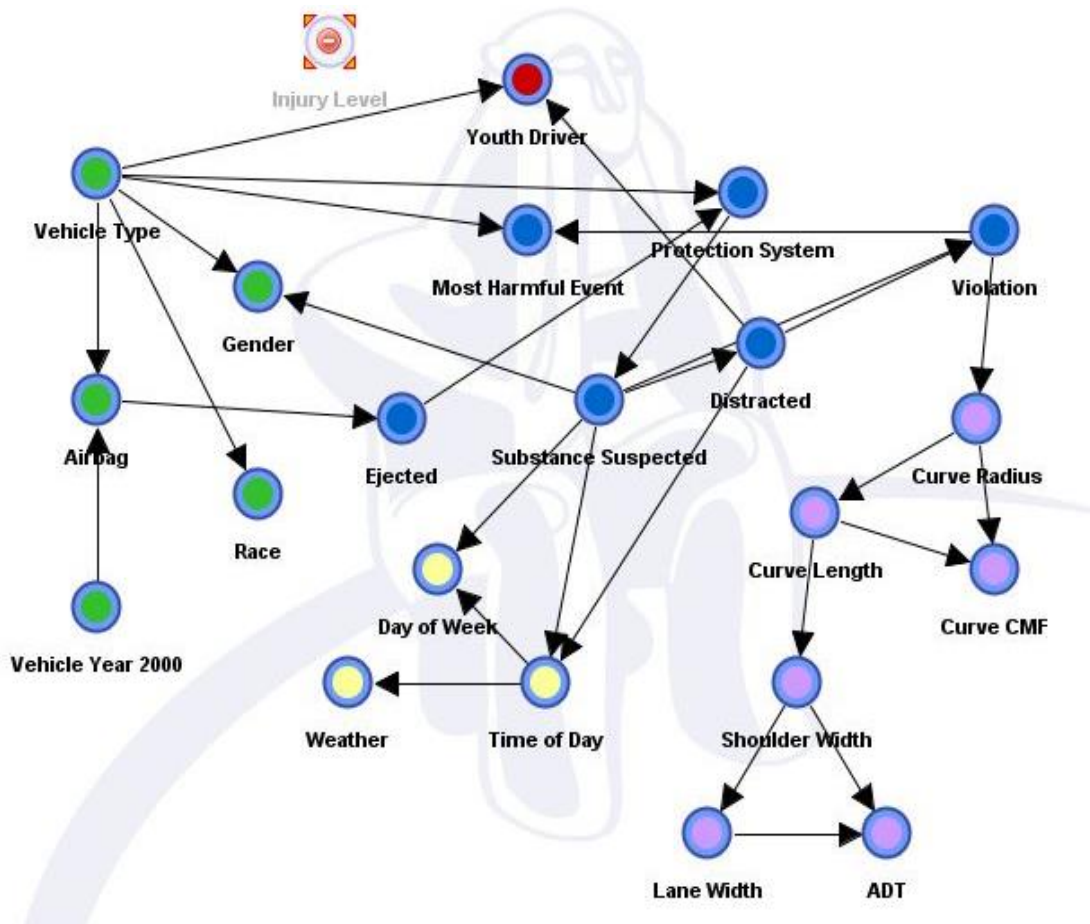 Injury Level
Youth Driver
Vehicle Type
Protection System
Most Harmful Event
Violation
Gender
Distracted
Airbag
Ejected
Substance Suspected
Curve Radius
Race
Curve Length
Day of Week
Curve CMF
Vehicle Year 2000
Weather
Time of Day
Shoulder Width
Lane Width
ADT